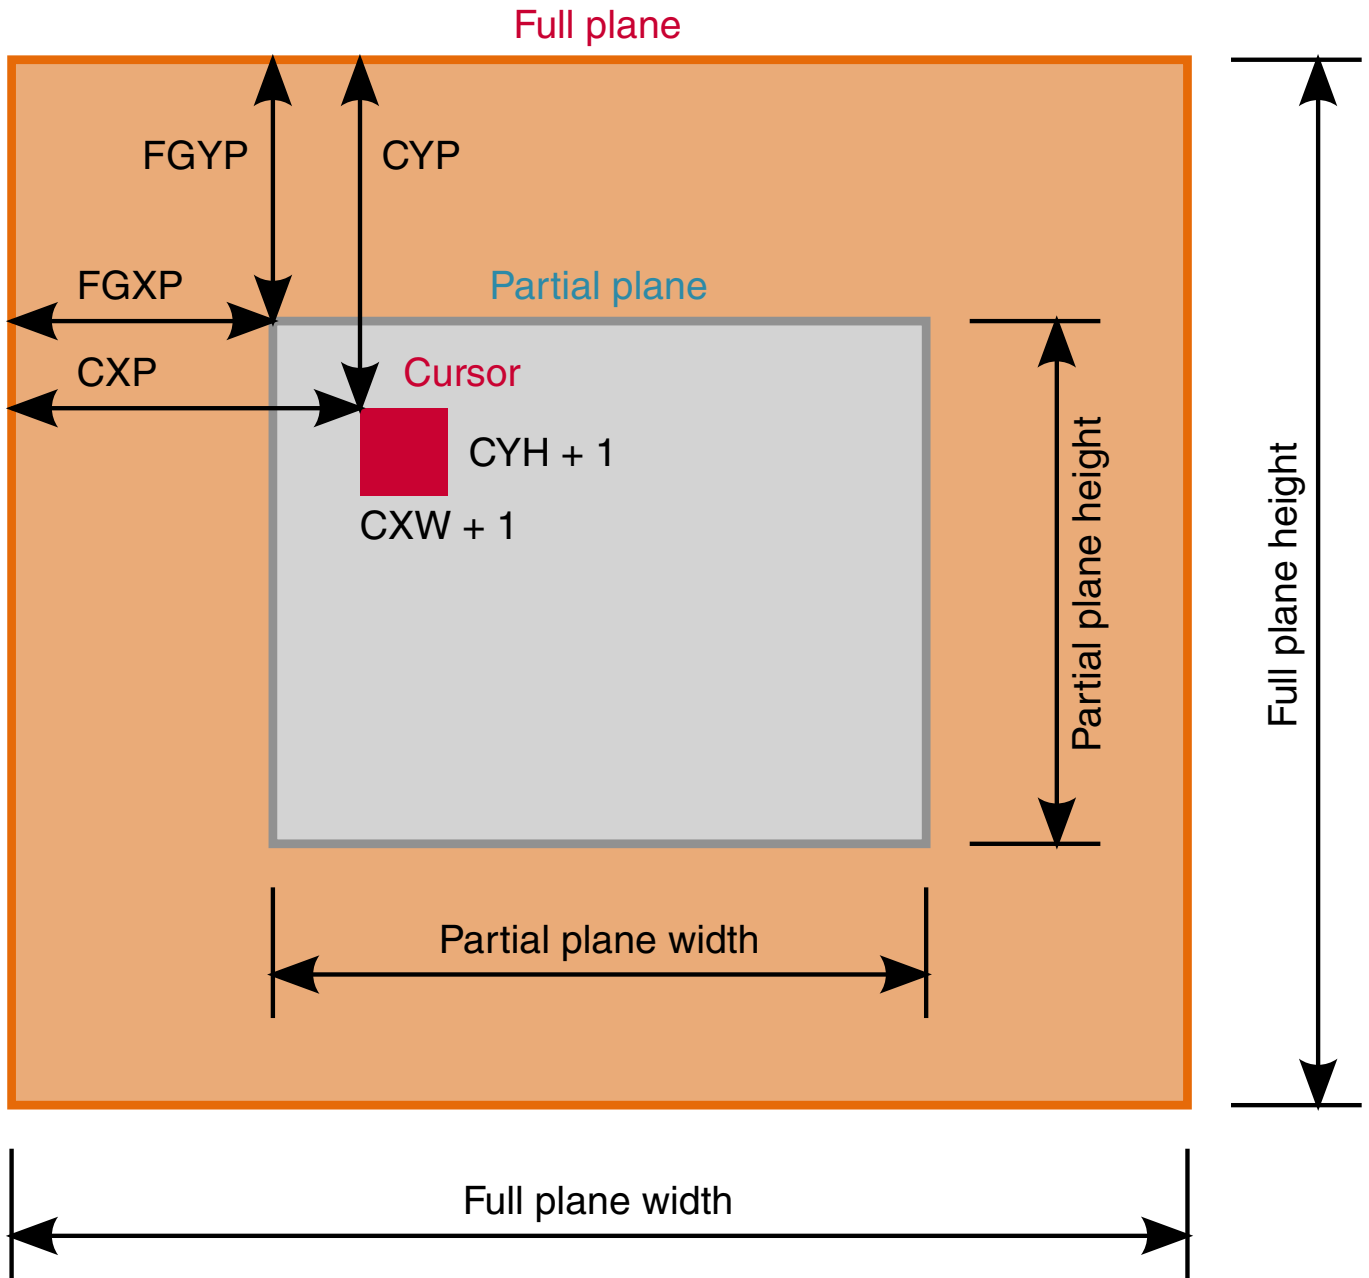 Full plane
FGYP
CYP
FGXP
Partial plane
CXP
Cursor
CYH + 1
CXW + 1
Partial plane height
Full plane height
Partial plane width
Full plane width